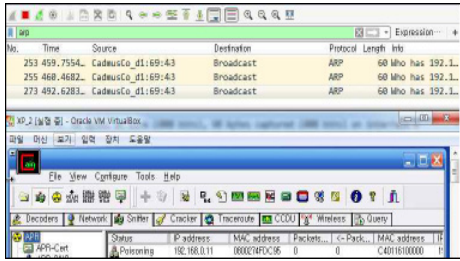 arp
Expression…
+
No. Time Source Destination Protocol Length Info
253 459.7554… CadmusCo_d1:69:43 Broadcast ARP 60 Who has 192.1…
255 460.4682… CadmusCo_d1:69:43 Broadcast ARP 60 Who has 192.1…
273 492.6283… CadmusCo_d1:69:43 Broadcast ARP 60 Who has 192.1…
XP_2 [실행 중] - Oracle VM VirtualBox
파일 머신 보기 입력 장치 도움말
File View Configure Tools Help
Decoders Network Sniffer Cracker Traceroute CCDU Wireless Query
APR Status IP address MAC address Packets… <- Pack… MAC address
APR-Cert Poisoning 192.168.0.11 0800274FDC95 0 0 C40116100000